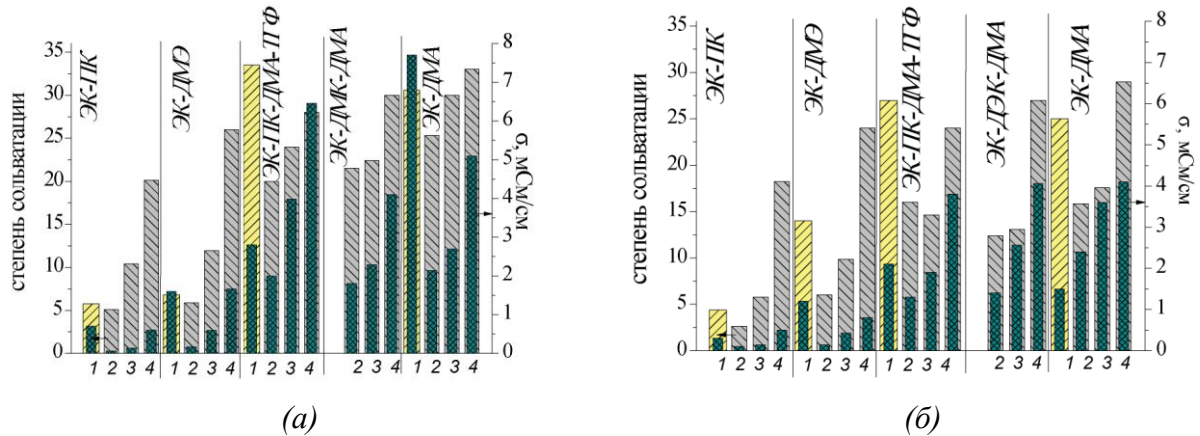 степень сольватации
35
30
25
20
15
10
5
0
ЭК-ПК
ЭК-ДМЭ
ЭК-ПК-ДМА-ТГФ
ЭК-ДМК-ДМА
ЭК-ДМА
8
7
6
5
4
3
2
1
0
σ, мСм/см
1 2 3 4 1 2 3 4 1 2 3 4 2 3 4 1 2 3 4
(а)
степень сольватации
35
30
25
20
15
10
5
0
ЭК-ПК
ЭК-ДМЭ
ЭК-ПК-ДМА-ТГФ
ЭК-ДЭК-ДМА
ЭК-ДМА
8
7
6
5
4
3
2
1
0
σ, мСм/см
1 2 3 4 1 2 3 4 1 2 3 4 2 3 4 1 2 3 4
(б)